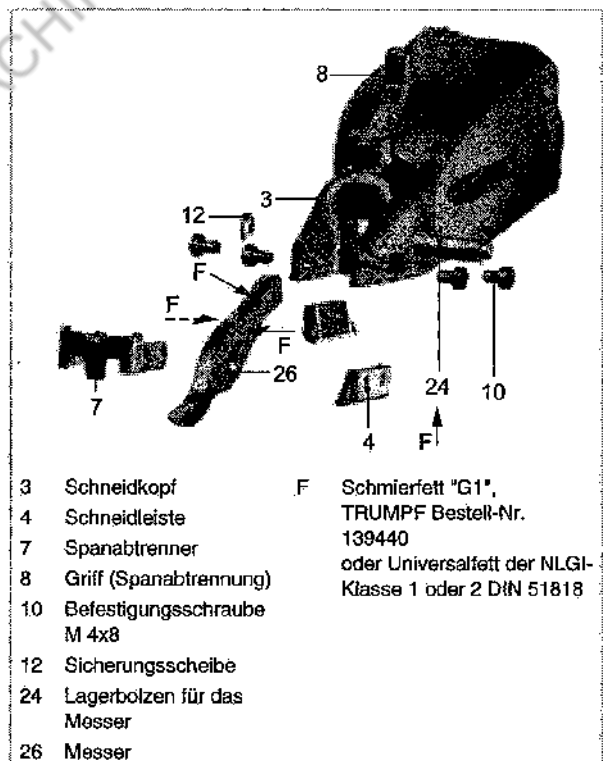 8
3
12
F
F
F
26
7
4
24
10
F
3 Schneidkopf
4 Schneidleiste
7 Spanabtrenner
8 Griff (Spanabtrennung)
10 Befestigungsschraube
M 4x8
12 Sicherungsscheibe
24 Lagerbolzen für das
Messer
26 Messer
F Schmierfett "G1",
TRUMPF Bestell-Nr.
139440
oder Universalfett der NLGI-
Klasse 1 oder 2 DIN 51818